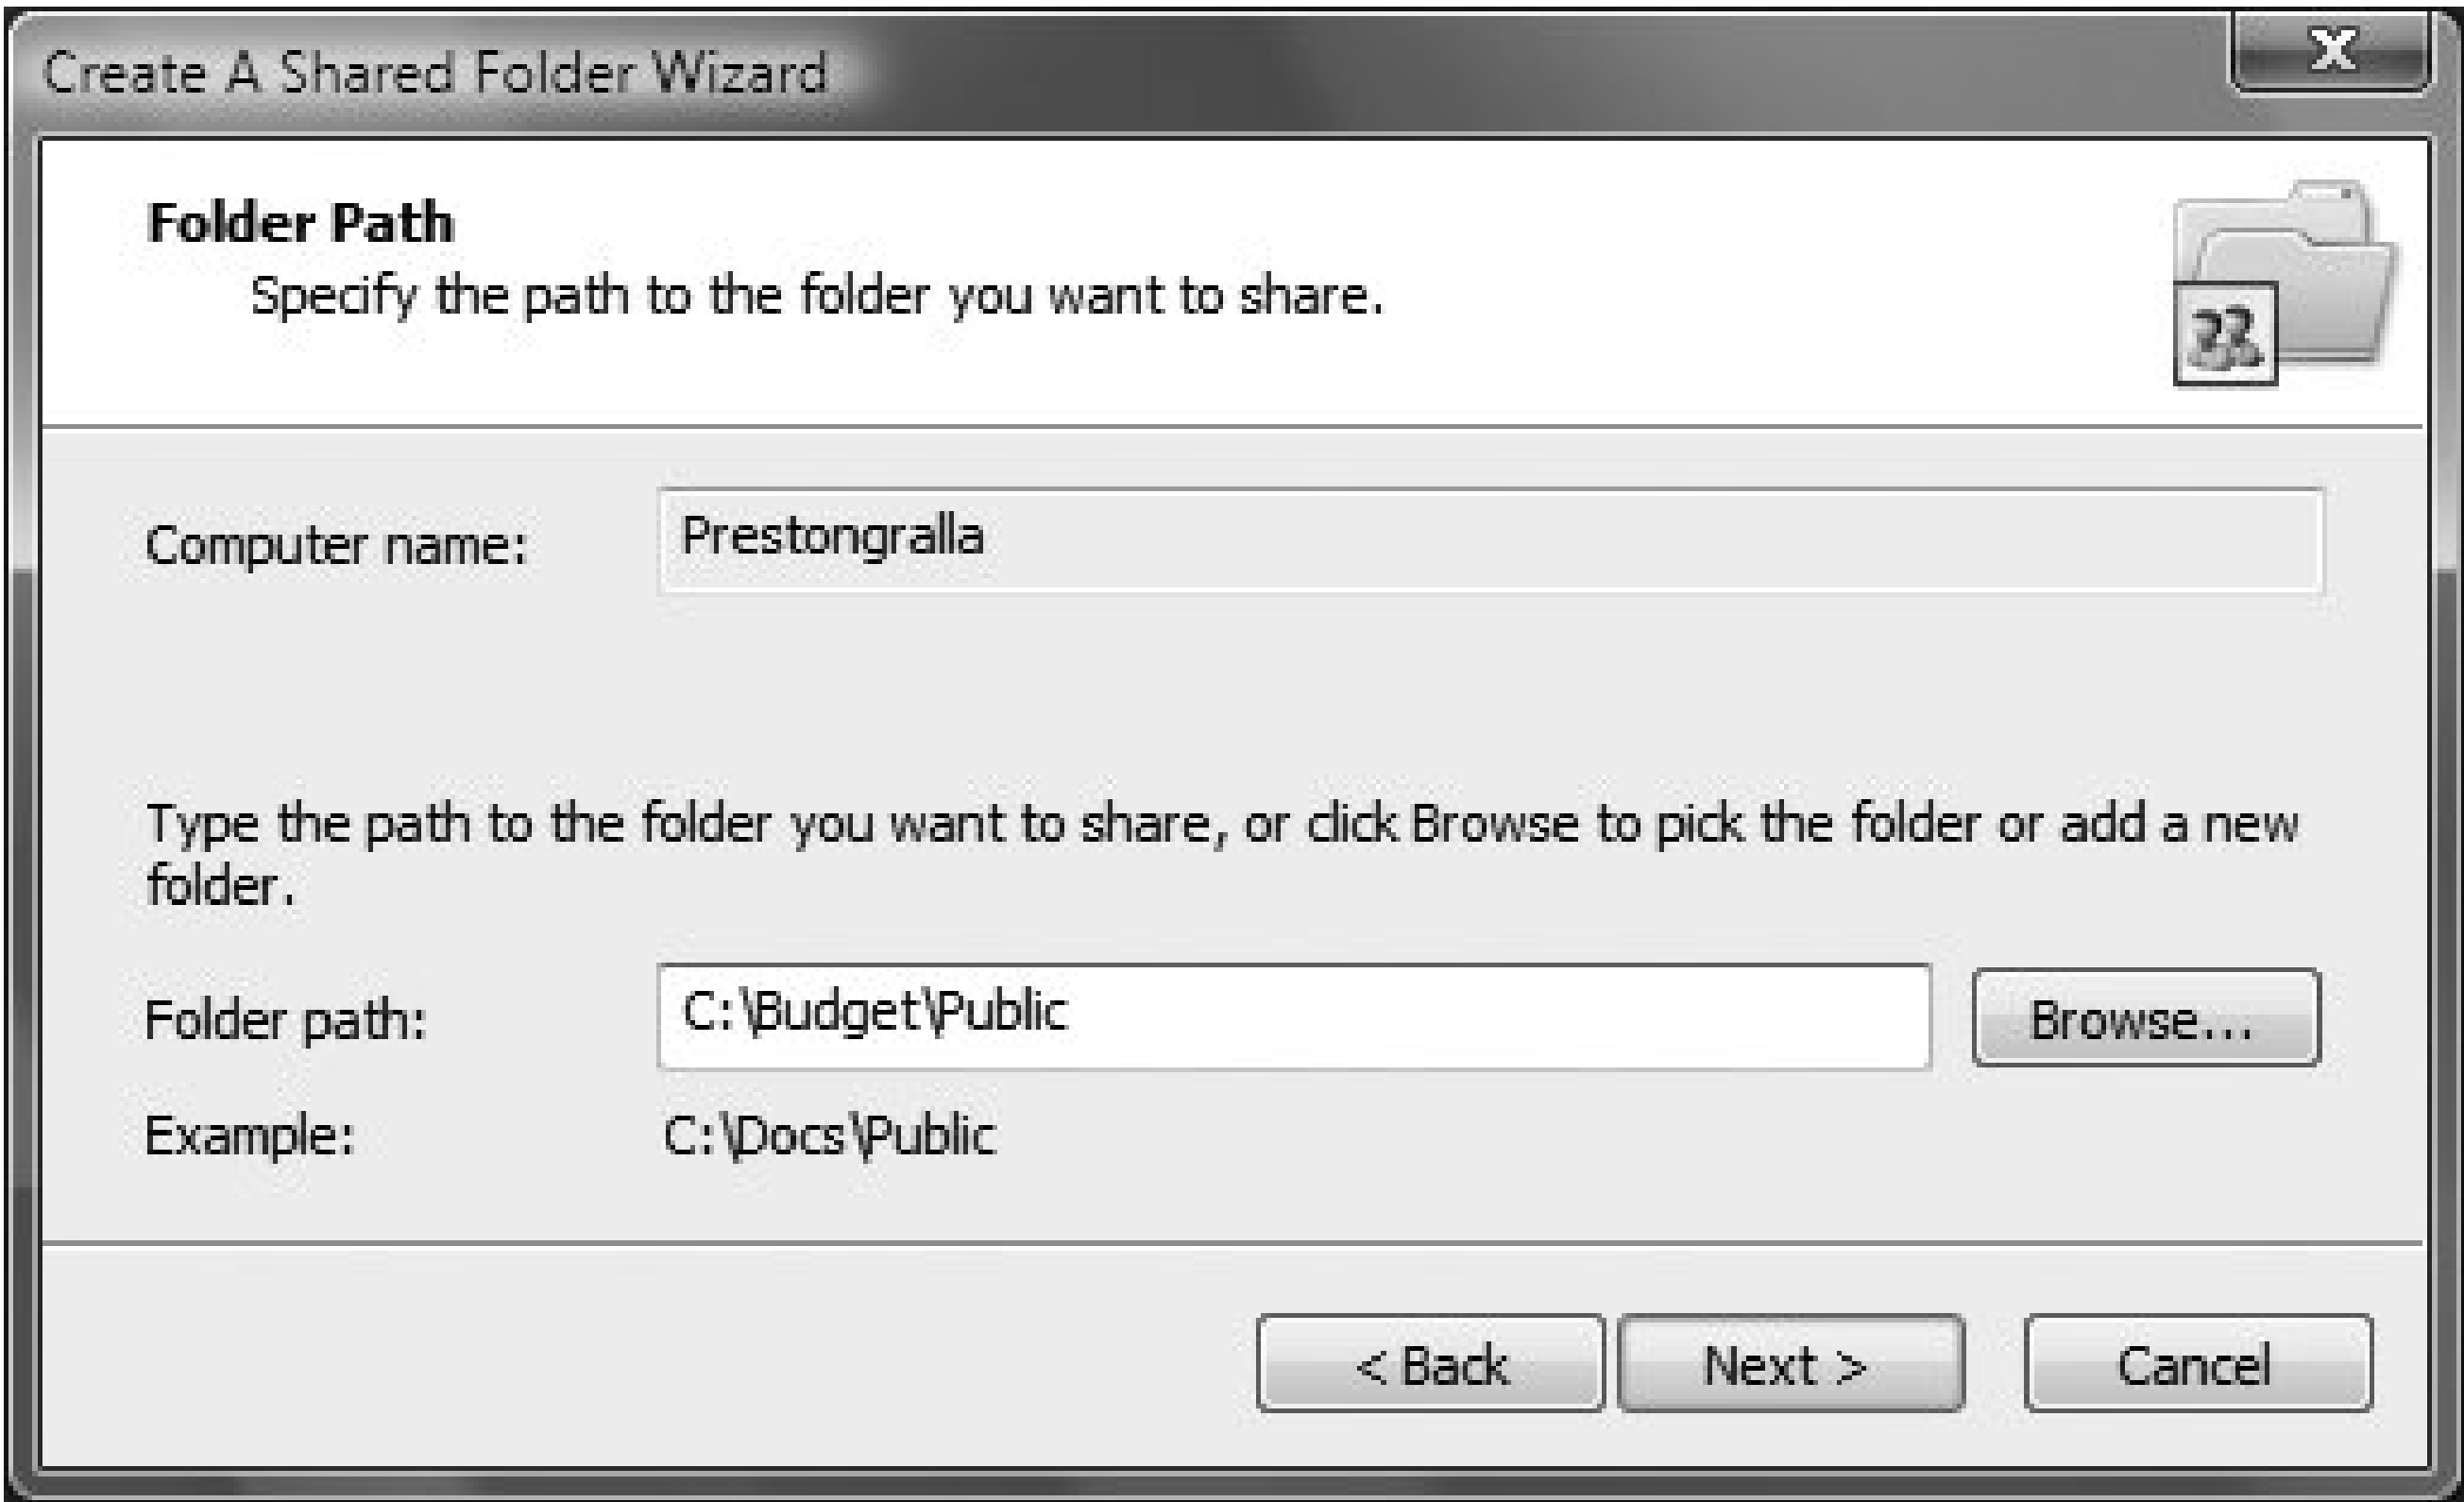 Create A Shared Folder Wizard
X
Folder Path
Specify the path to the folder you want to share.
Computer name: Prestongralla
Type the path to the folder you want to share, or click Browse to pick the folder or add a new
folder.
Folder path: C:\Budget\Public Browse...
Example: C:\Docs\Public
< Back Next > Cancel